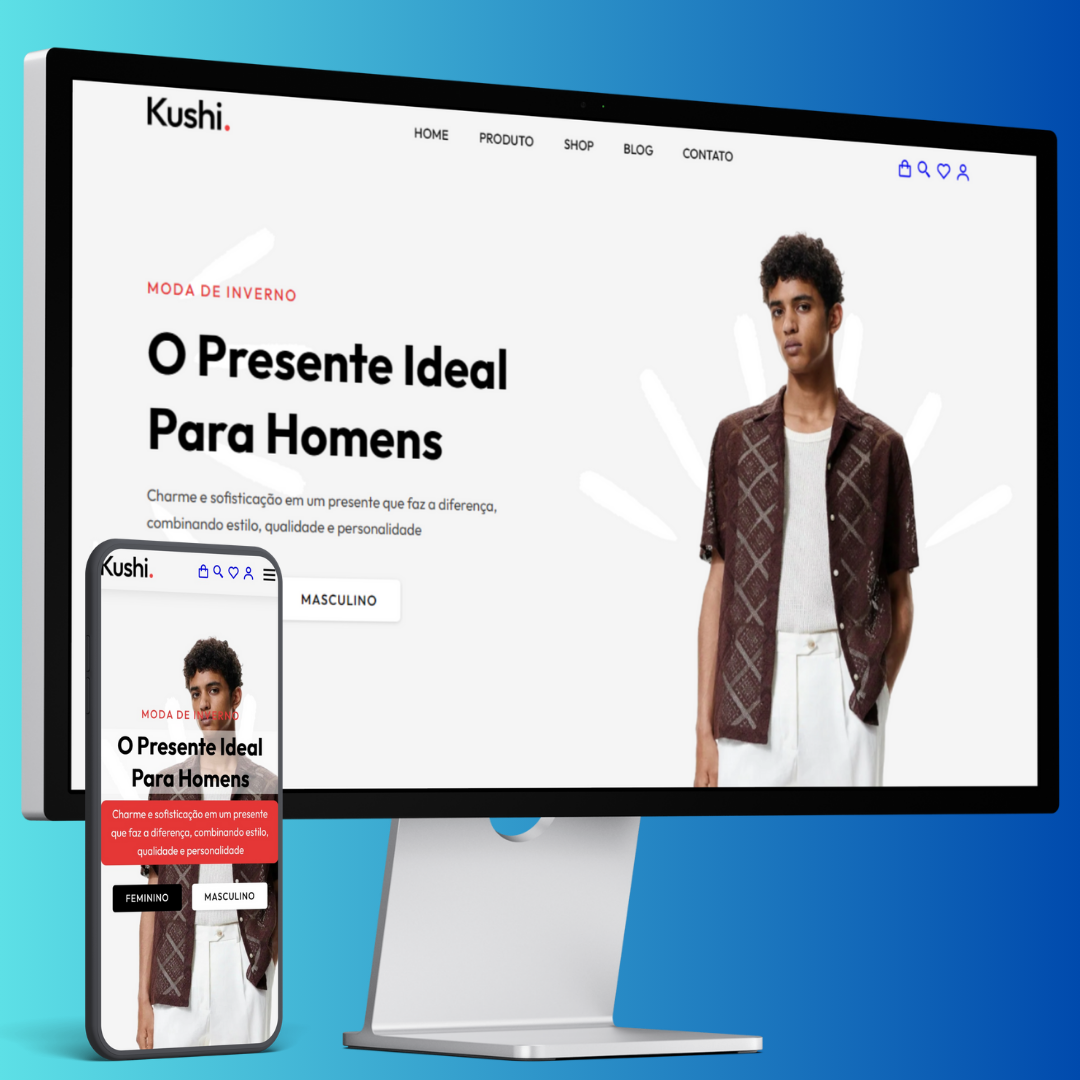 Kushi.
HOME PRODUTO SHOP BLOG CONTATO
MODA DE INVERNO
O Presente Ideal
Para Homens
Charme e sofisticação em um presente que faz a diferença,
combinando estilo, qualidade e personalidade
MASCULINO
Kushi.
MODA DE INVERNO
O Presente Ideal
Para Homens
Charme e sofisticação em um presente
que faz a diferença, combinando estilo,
qualidade e personalidade
FEMININO MASCULINO